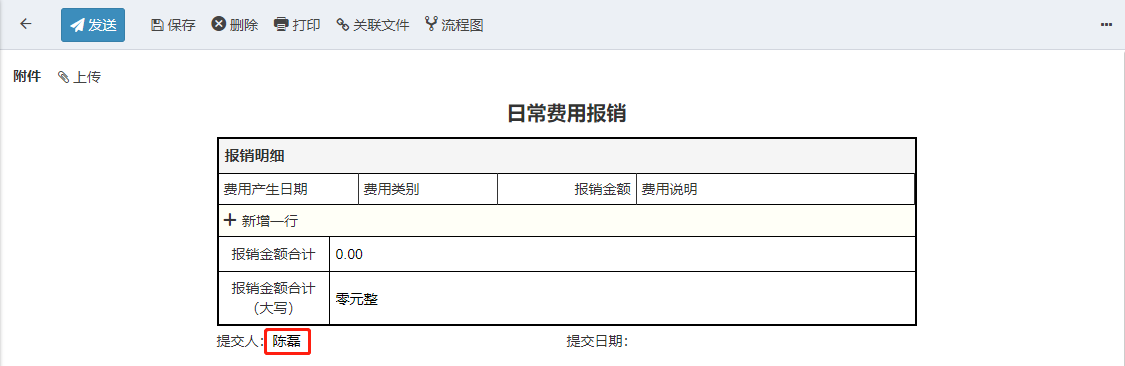 发送 保存 删除 打印 关联文件 流程图
附件 上传
日常费用报销
报销明细
费用产生日期 费用类别 报销金额 费用说明
新增一行
报销金额合计 0.00
报销金额合计
（大写） 零元整
提交人： 陈磊 提交日期：